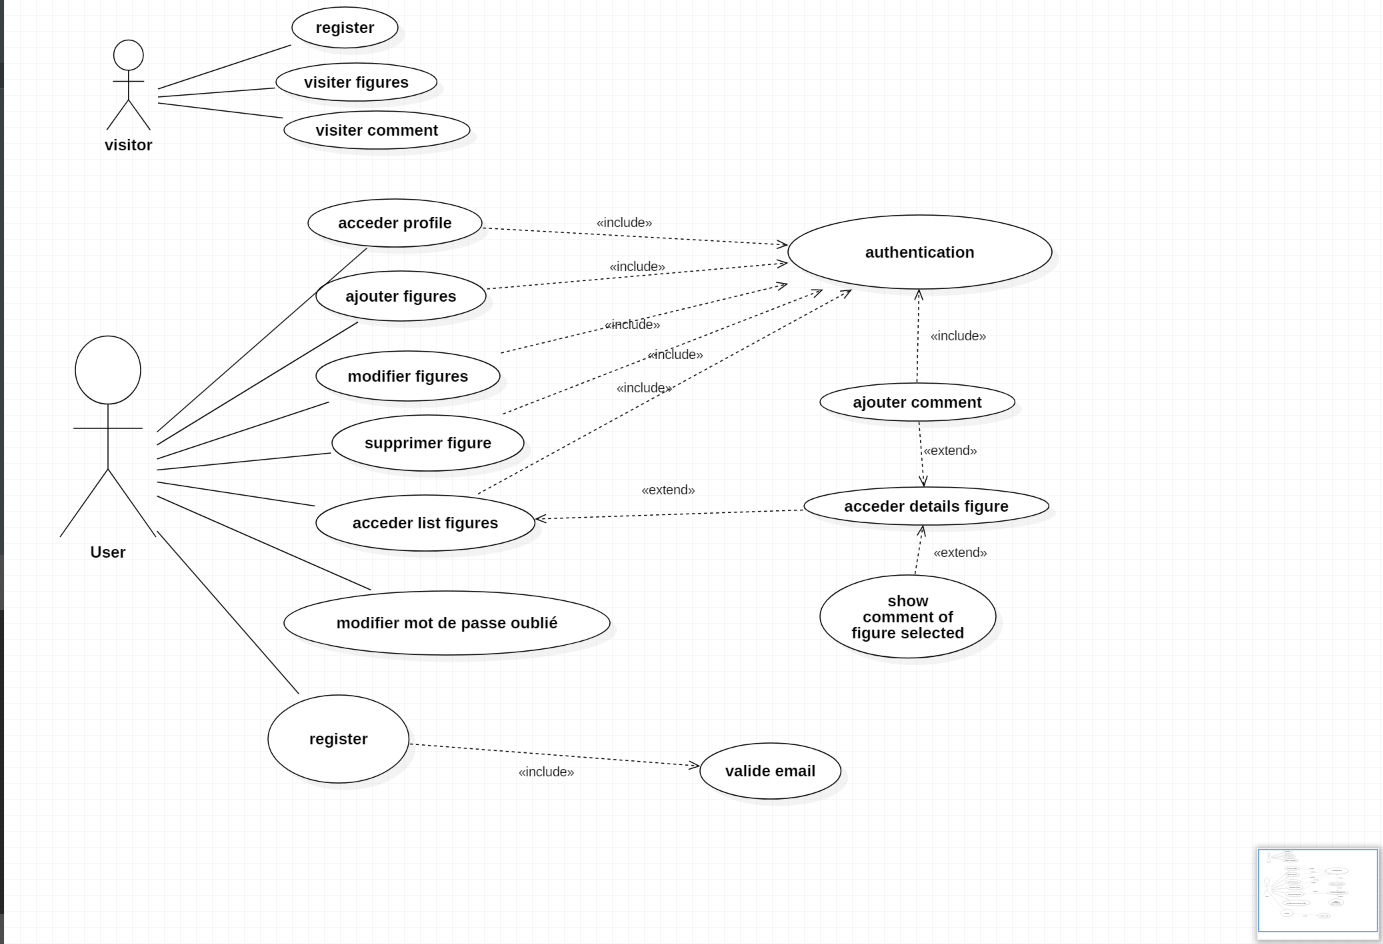 register
visiter figures
visiter comment
visitor
acceder profile
«include»
authentication
«include»
ajouter figures
«include»
«include»
«include»
modifier figures
«include»
ajouter comment
supprimer figure
«extend»
«extend»
acceder list figures
acceder details figure
User
«extend»
show
comment of
figure selected
modifier mot de passe oublié
register
«include»
valide email